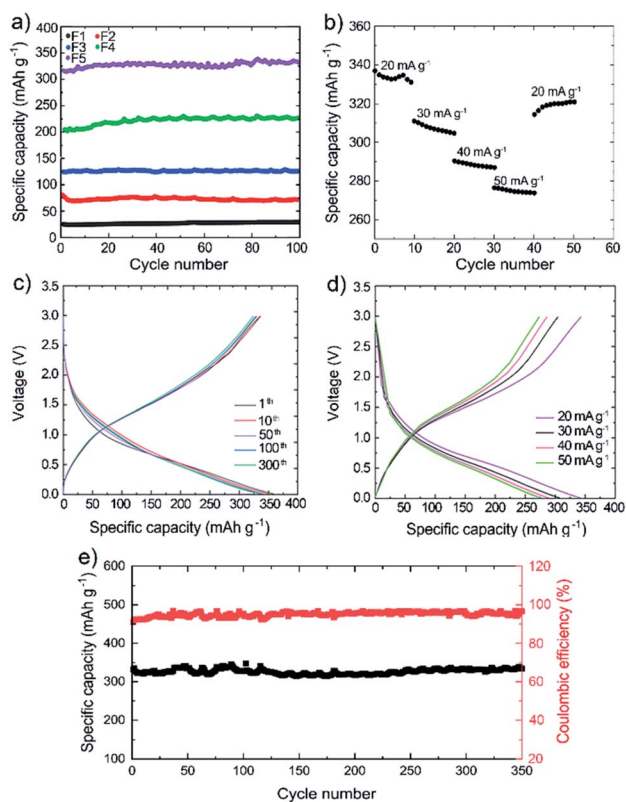 a)
F1 F2
F3 F4
F5
Specific capacity (mAh g⁻¹)
400
350
300
250
200
150
100
50
0
0 20 40 60 80 100
Cycle number
b)
Specific capacity (mAh g⁻¹)
360
340
320
300
280
260
20 mA g⁻¹
30 mA g⁻¹
40 mA g⁻¹
50 mA g⁻¹
20 mA g⁻¹
0 10 20 30 40 50 60
Cycle number
c)
Voltage (V)
3.5
3.0
2.5
2.0
1.5
1.0
0.5
0.0
1ᵗʰ
10ᵗʰ
50ᵗʰ
100ᵗʰ
300ᵗʰ
0 50 100 150 200 250 300 350 400
Specific capacity (mAh g⁻¹)
d)
Voltage (V)
3.5
3.0
2.5
2.0
1.5
1.0
0.5
0.0
20 mA g⁻¹
30 mA g⁻¹
40 mA g⁻¹
50 mA g⁻¹
0 50 100 150 200 250 300 350 400
Specific capacity (mAh g⁻¹)
e)
Specific capacity (mAh g⁻¹)
600
500
400
300
200
100
120
100
80
60
40
20
Coulombic efficiency (%)
0 50 100 150 200 250 300 350
Cycle number